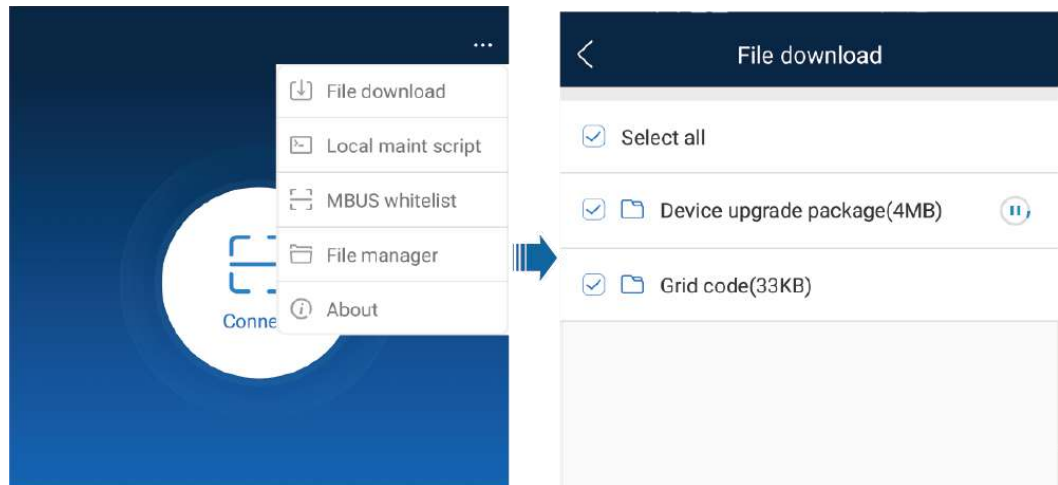 ...
File download
Local maint script
MBUS whitelist
File manager
About
Conne
File download
Select all
Device upgrade package(4MB)
Grid code(33KB)